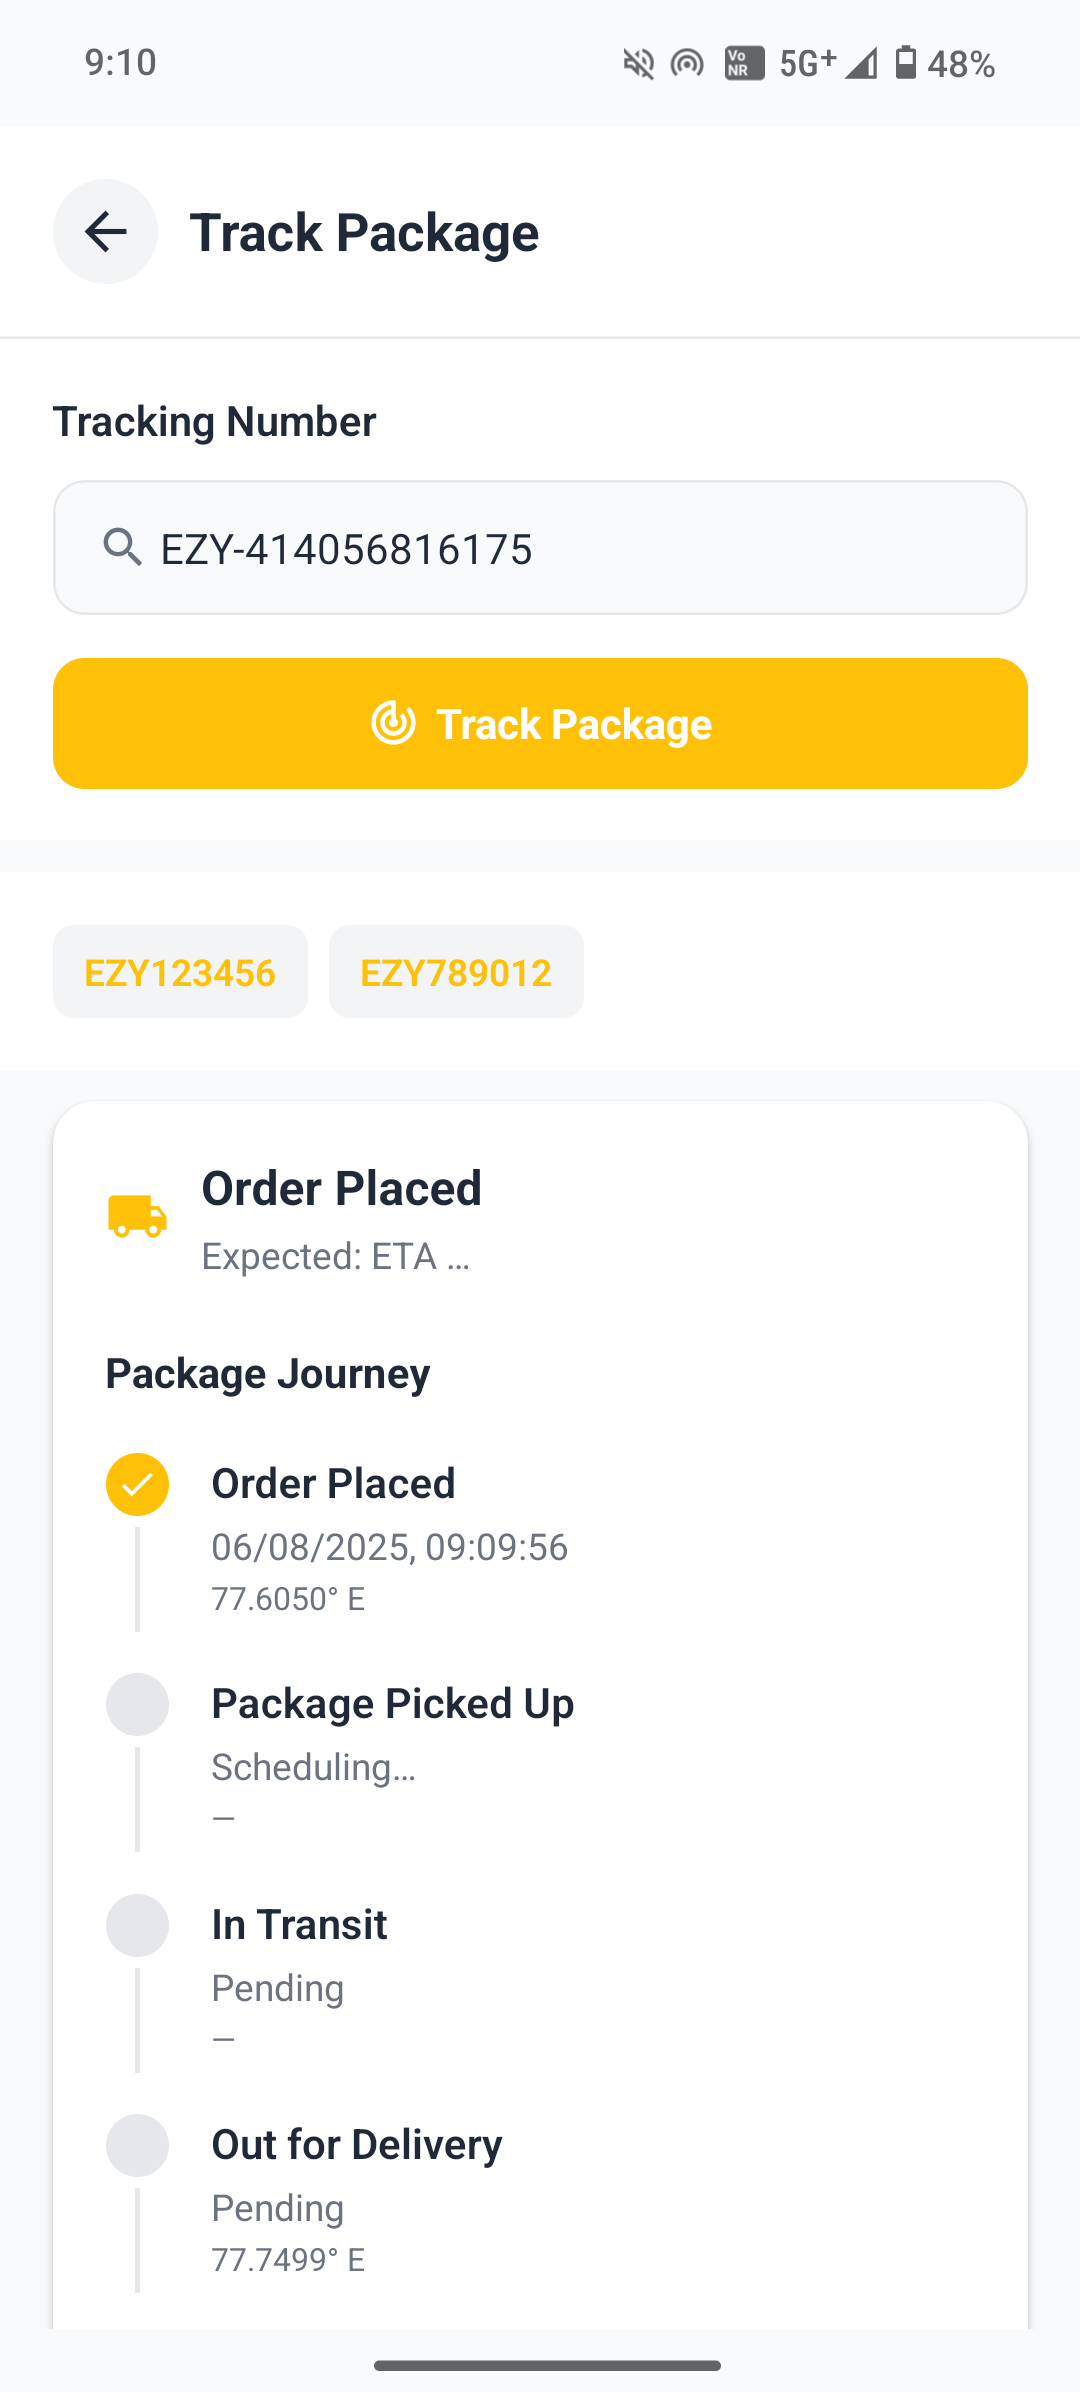 9:10
Vo NR 5G+ 48%
Track Package
Tracking Number
EZY-414056816175
Track Package
EZY123456 EZY789012
Order Placed
Expected: ETA ...
Package Journey
Order Placed
06/08/2025, 09:09:56
77.6050° E
Package Picked Up
Scheduling...
—
In Transit
Pending
—
Out for Delivery
Pending
77.7499° E